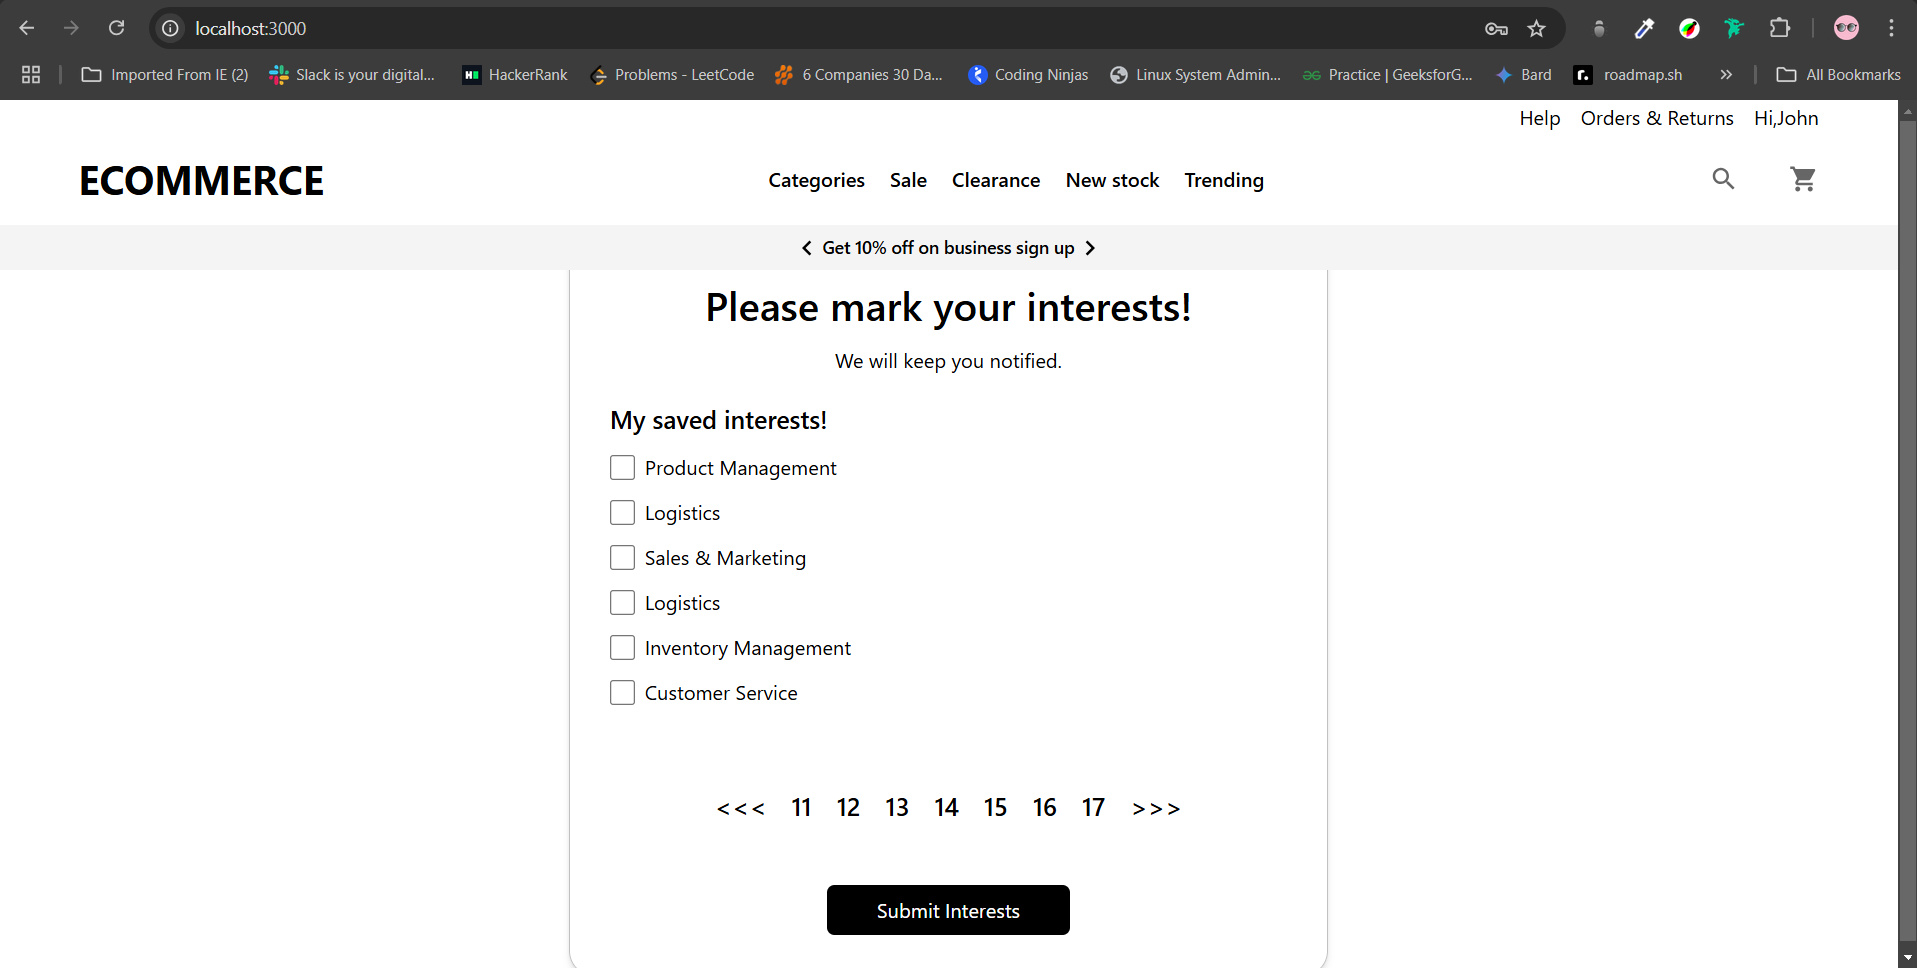 localhost:3000
Imported From IE (2) Slack is your digital... HackerRank Problems - LeetCode 6 Companies 30 Da... Coding Ninjas Linux System Admin... Practice | GeeksforG... Bard roadmap.sh » All Bookmarks
Help Orders & Returns Hi,John
ECOMMERCE Categories Sale Clearance New stock Trending
Get 10% off on business sign up
Please mark your interests!
We will keep you notified.
My saved interests!
Product Management
Logistics
Sales & Marketing
Logistics
Inventory Management
Customer Service
<<< 11 12 13 14 15 16 17 >>>
Submit Interests